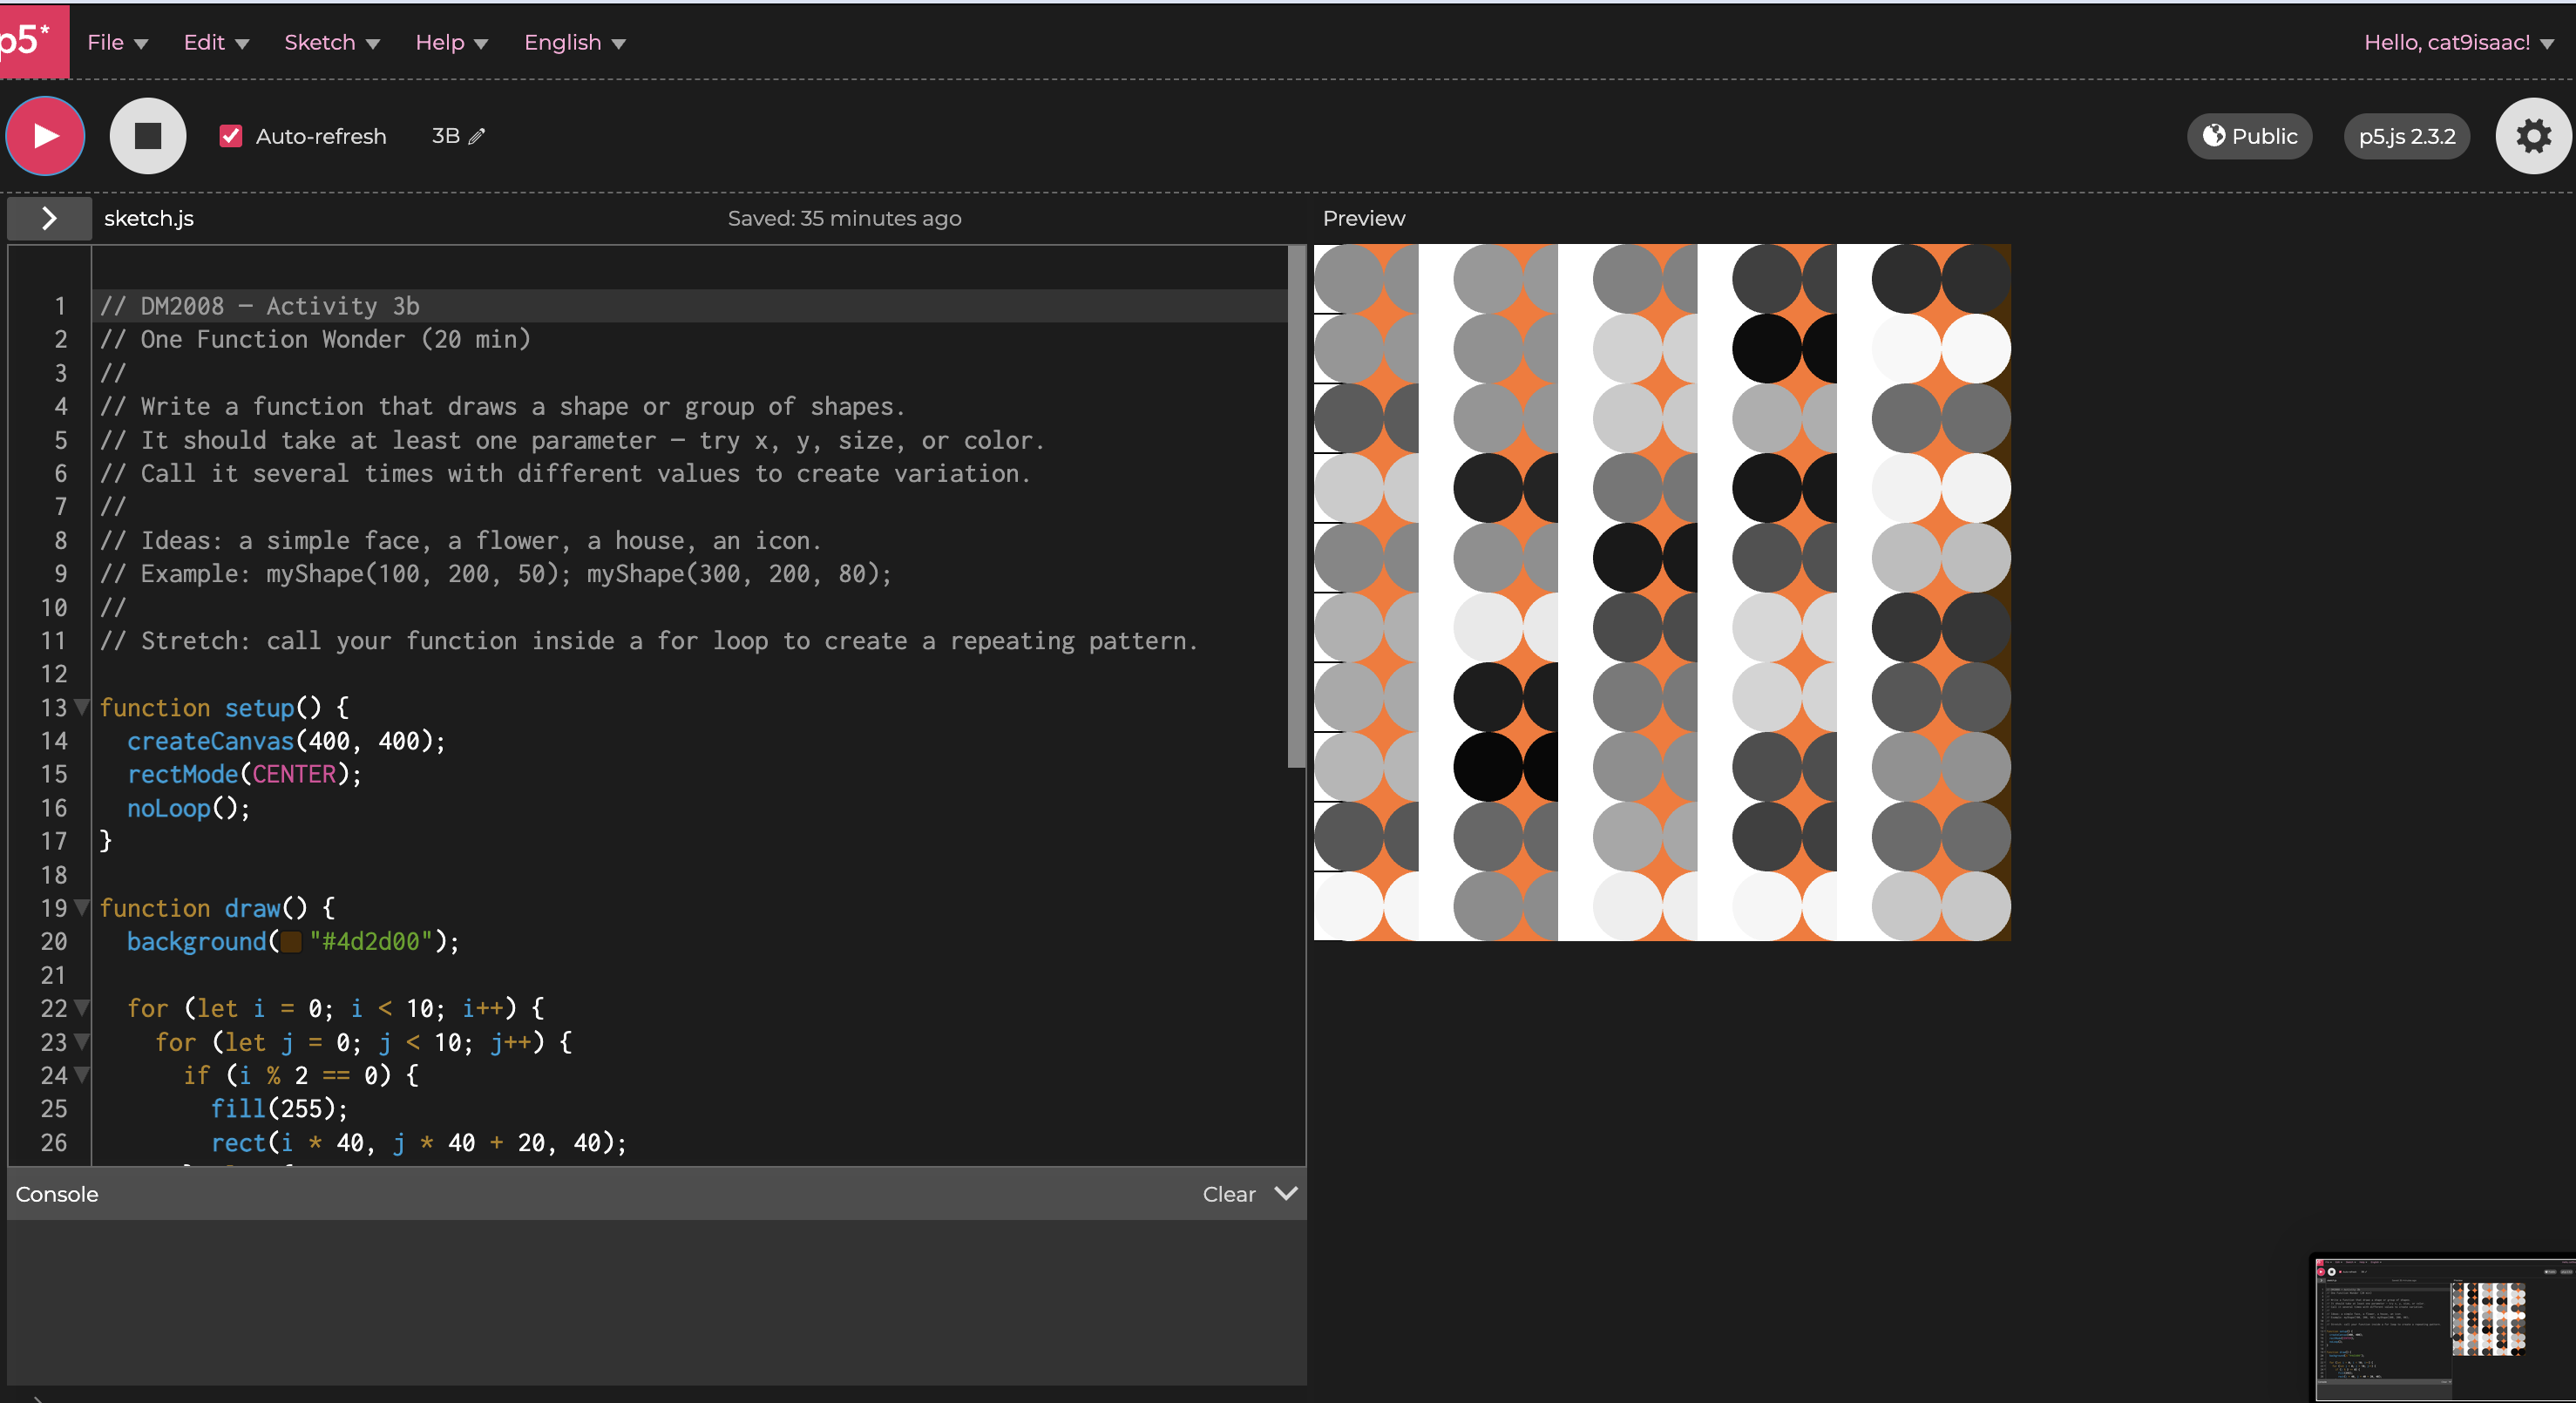 p5*
File Edit Sketch Help English Hello, cat9isaac!
Auto-refresh 3B Public p5.js 2.3.2
sketch.js Saved: 35 minutes ago Preview
1 // DM2008 – Activity 3b
2 // One Function Wonder (20 min)
3 //
4 // Write a function that draws a shape or group of shapes.
5 // It should take at least one parameter – try x, y, size, or color.
6 // Call it several times with different values to create variation.
7 //
8 // Ideas: a simple face, a flower, a house, an icon.
9 // Example: myShape(100, 200, 50); myShape(300, 200, 80);
10 //
11 // Stretch: call your function inside a for loop to create a repeating pattern.
12
13 function setup() {
14 createCanvas(400, 400);
15 rectMode(CENTER);
16 noLoop();
17 }
18
19 function draw() {
20 background("#4d2d00");
21
22 for (let i = 0; i < 10; i++) {
23 for (let j = 0; j < 10; j++) {
24 if (i % 2 == 0) {
25 fill(255);
26 rect(i * 40, j * 40 + 20, 40);
Console Clear